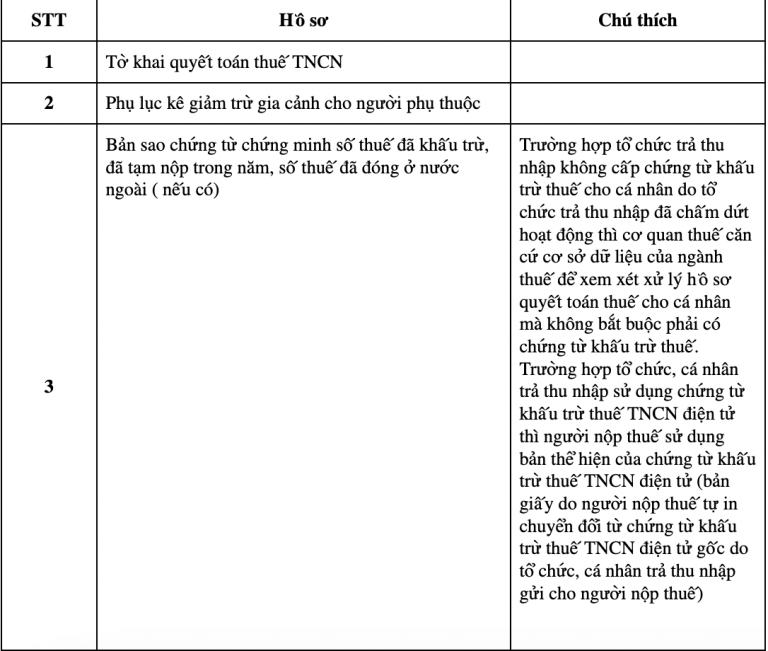 STT Hồ sơ Chú thích
1 Tờ khai quyết toán thuế TNCN
2 Phụ lục kê giảm trừ gia cảnh cho người phụ thuộc
3
Bản sao chứng từ chứng minh số thuế đã khấu trừ,
đã tạm nộp trong năm, số thuế đã đóng ở nước
ngoài ( nếu có)
Trường hợp tổ chức trả thu
nhập không cấp chứng từ khấu
trừ thuế cho cá nhân do tổ
chức trả thu nhập đã chấm dứt
hoạt động thì cơ quan thuế căn
cứ cơ sở dữ liệu của ngành
thuế để xem xét xử lý hồ sơ
quyết toán thuế cho cá nhân
mà không bắt buộc phải có
chứng từ khấu trừ thuế.
Trường hợp tổ chức, cá nhân
trả thu nhập sử dụng chứng từ
khấu trừ thuế TNCN điện tử
thì người nộp thuế sử dụng
bản thể hiện của chứng từ khấu
trừ thuế TNCN điện tử (bản
giấy do người nộp thuế tự in
chuyển đổi từ chứng từ khấu
trừ thuế TNCN điện tử gốc do
tổ chức, cá nhân trả thu nhập
gửi cho người nộp thuế)